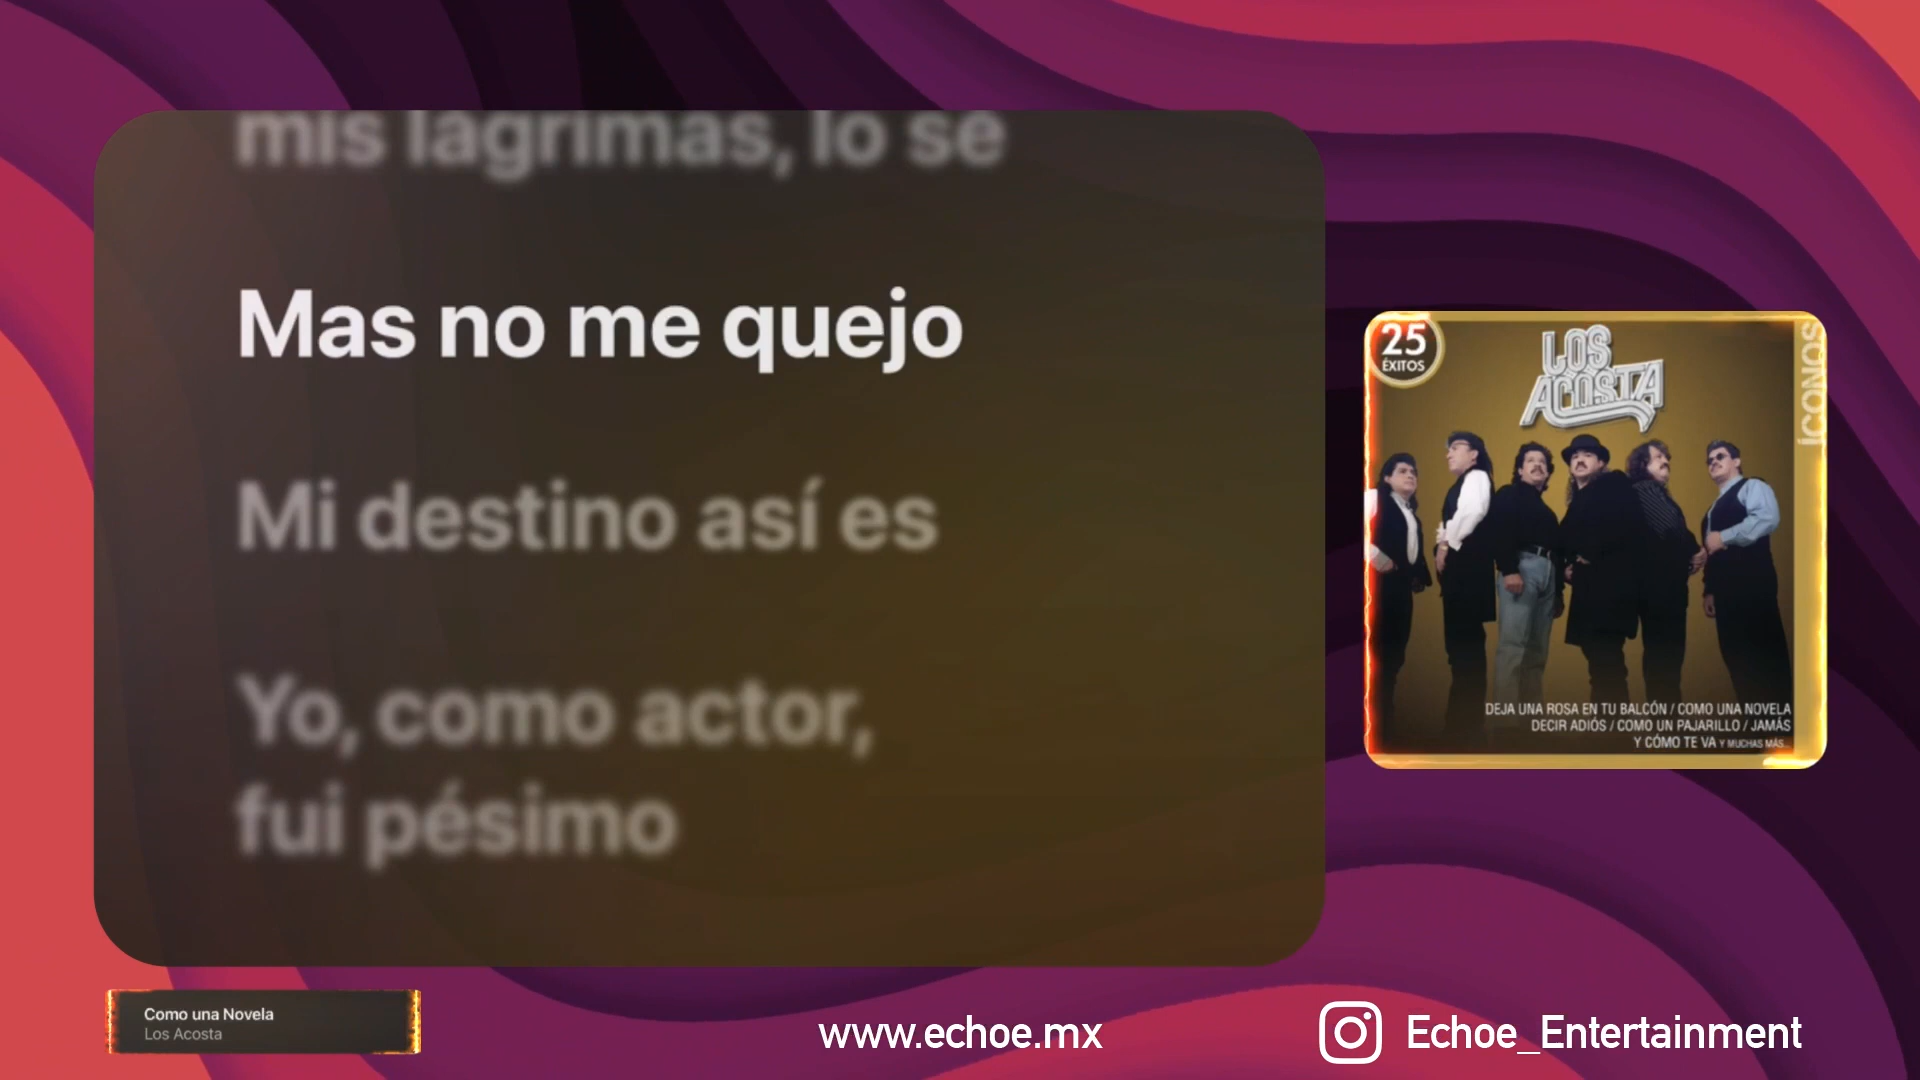 mis lágrimas, lo sé
Mas no me quejo
Mi destino así es
Yo, como actor,
fui pésimo
25
ÉXITOS
LOS
ACOSTA
ÍCONOS
DEJA UNA ROSA EN TU BALCÓN / COMO UNA NOVELA
DECIR ADIÓS / COMO UN PAJARILLO / JAMÁS
Y CÓMO TE VA Y MUCHAS MÁS...
Como una Novela
Los Acosta
www.echoe.mx
Echoe_Entertainment